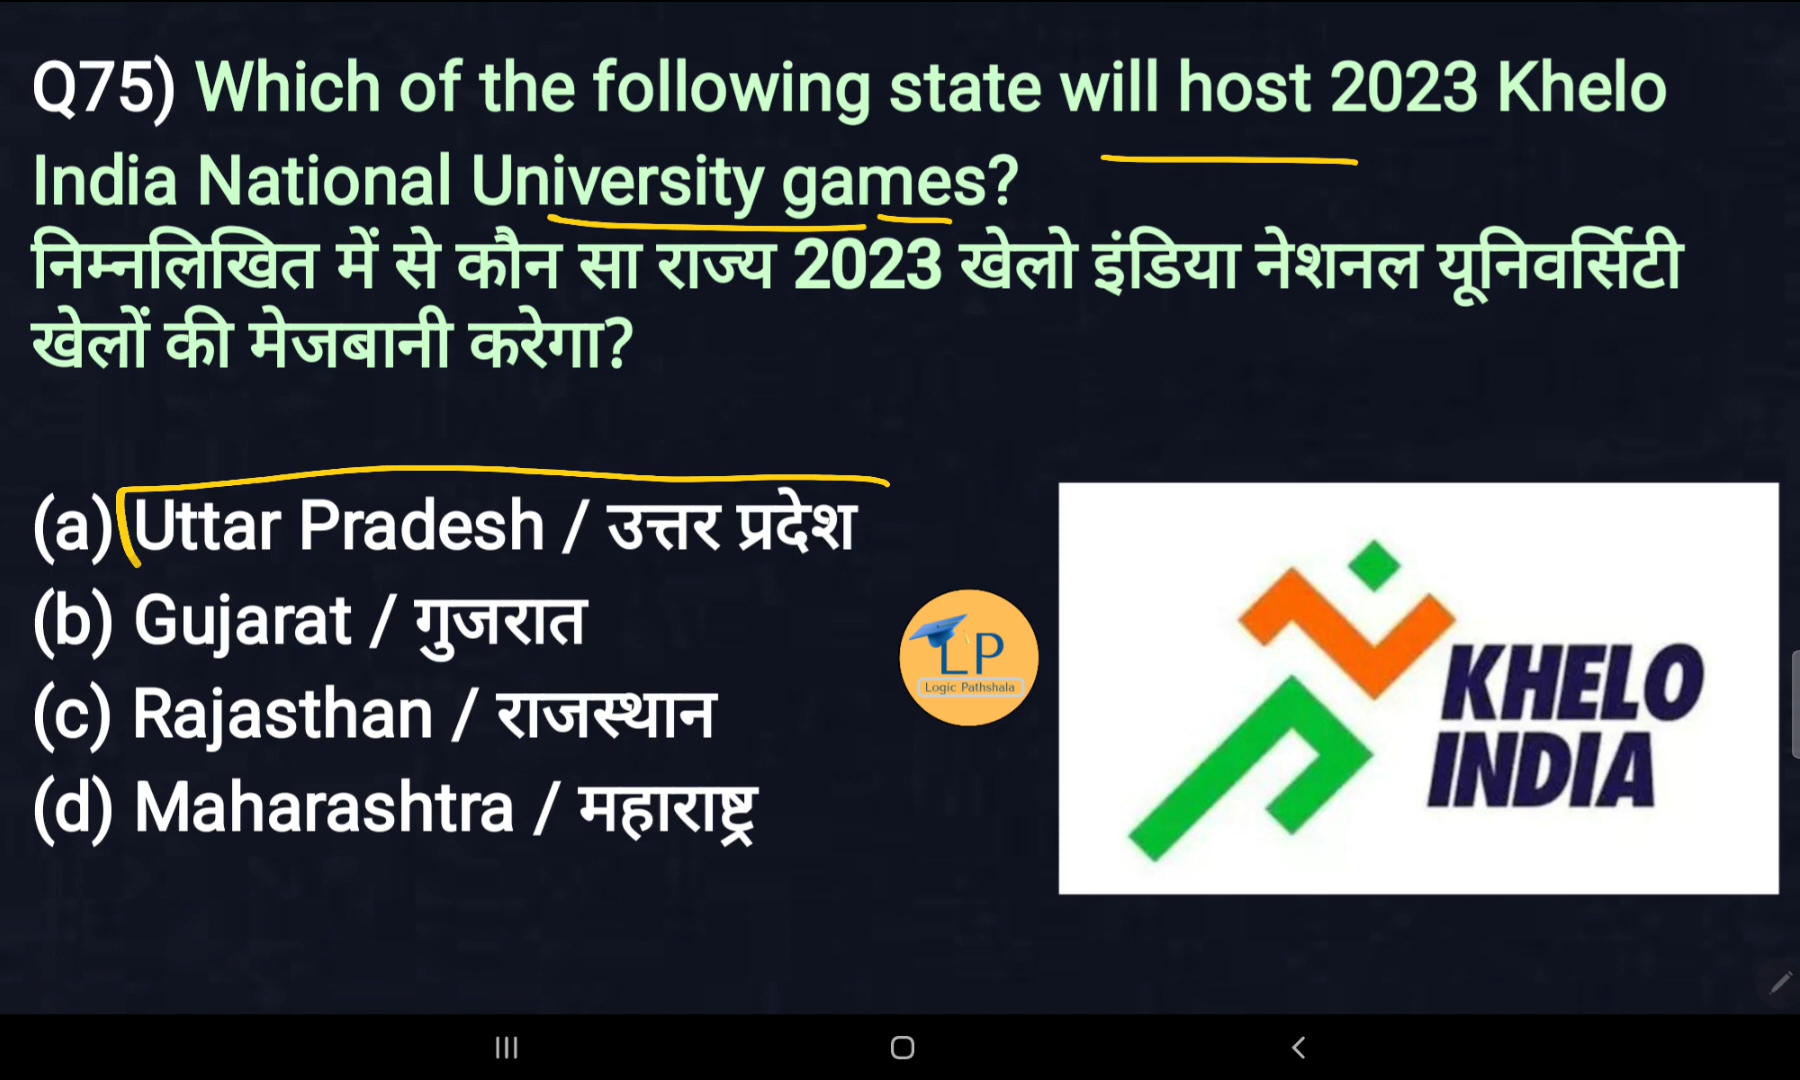 Q75) Which of the following state will host 2023 Khelo
India National University games?
निम्नलिखित में से कौन सा राज्य 2023 खेलो इंडिया नेशनल यूनिवर्सिटी
खेलों की मेजबानी करेगा?
(a) Uttar Pradesh / उत्तर प्रदेश
(b) Gujarat / गुजरात
(c) Rajasthan / राजस्थान
(d) Maharashtra / महाराष्ट्र
LP
Logic Pathshala
KHELO
INDIA